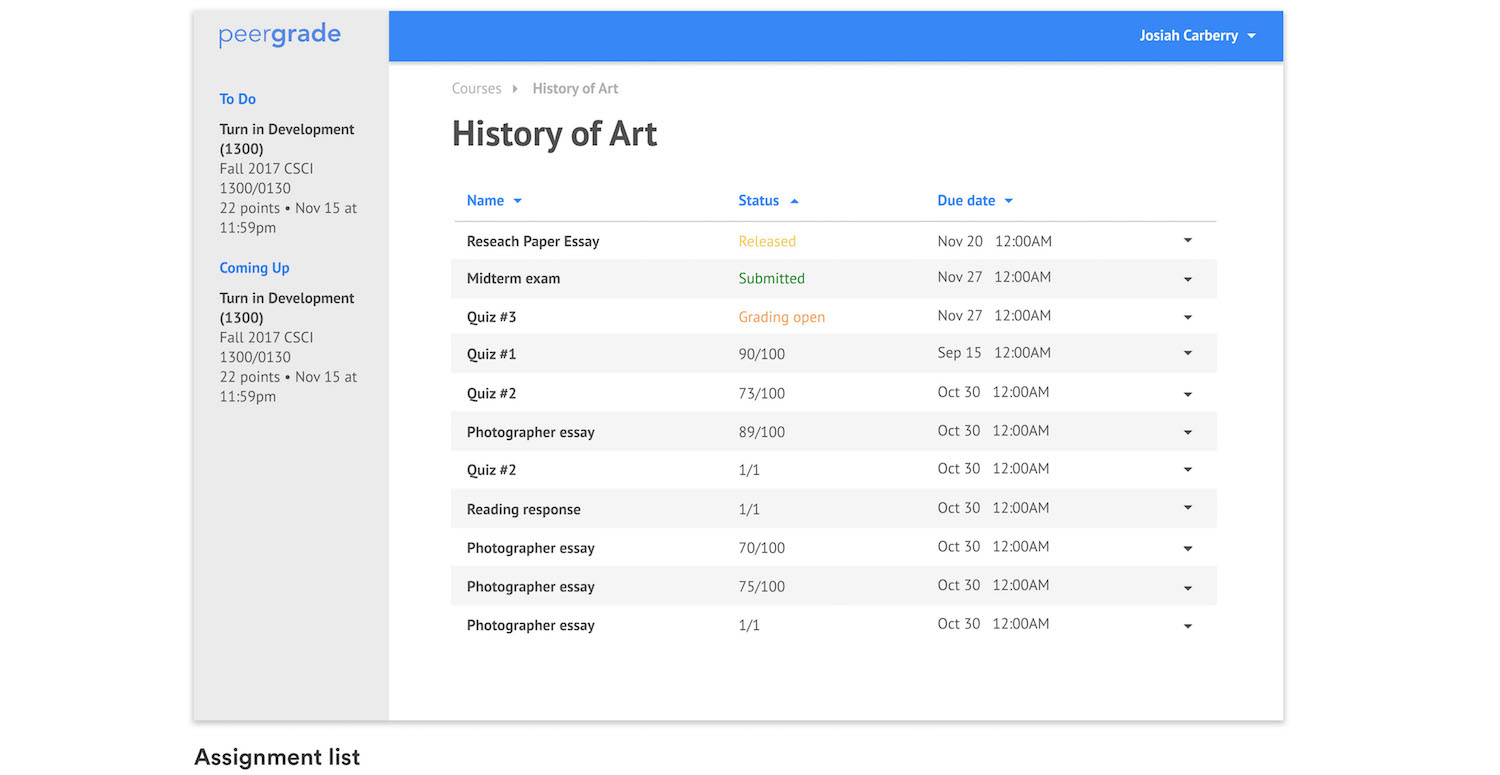 peergrade
Josiah Carberry
To Do
Turn in Development
(1300)
Fall 2017 CSCI
1300/0130
22 points • Nov 15 at
11:59pm
Coming Up
Turn in Development
(1300)
Fall 2017 CSCI
1300/0130
22 points • Nov 15 at
11:59pm
Courses History of Art
History of Art
Name Status Due date
Reseach Paper Essay Released Nov 20 12:00AM
Midterm exam Submitted Nov 27 12:00AM
Quiz #3 Grading open Nov 27 12:00AM
Quiz #1 90/100 Sep 15 12:00AM
Quiz #2 73/100 Oct 30 12:00AM
Photographer essay 89/100 Oct 30 12:00AM
Quiz #2 1/1 Oct 30 12:00AM
Reading response 1/1 Oct 30 12:00AM
Photographer essay 70/100 Oct 30 12:00AM
Photographer essay 75/100 Oct 30 12:00AM
Photographer essay 1/1 Oct 30 12:00AM
Assignment list